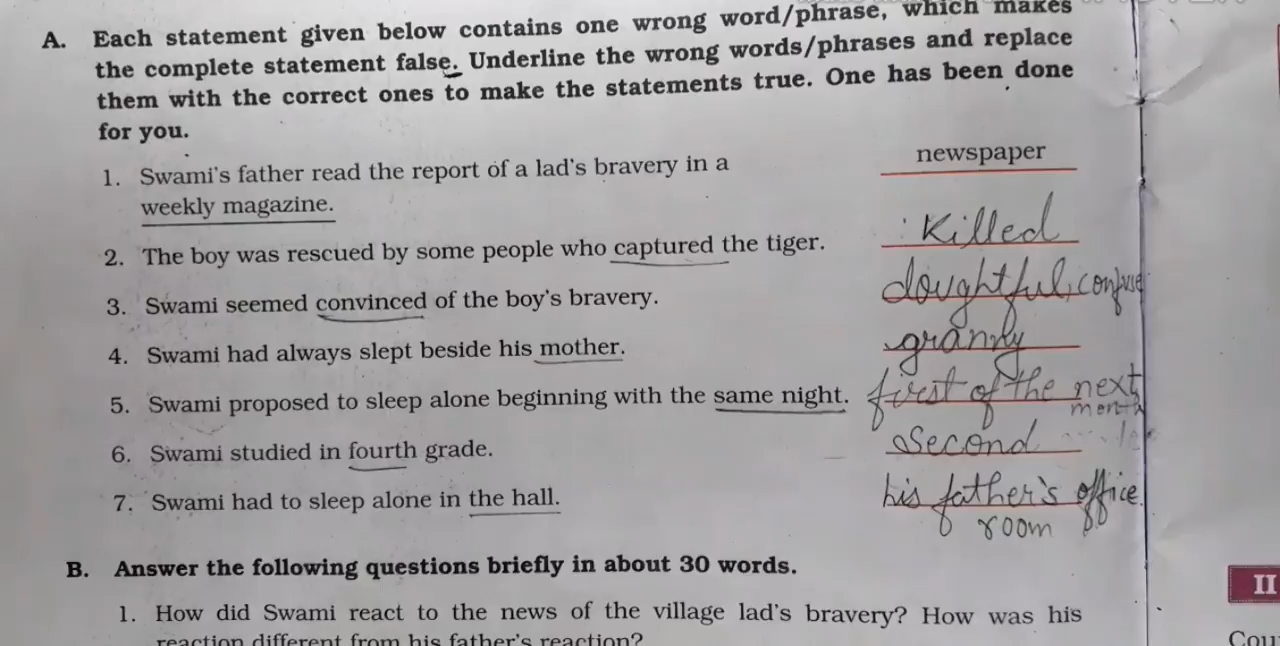 A. Each statement given below contains one wrong word/phrase, which makes
the complete statement false. Underline the wrong words/phrases and replace
them with the correct ones to make the statements true. One has been done
for you.
1. Swami's father read the report of a lad's bravery in a newspaper
weekly magazine.
2. The boy was rescued by some people who captured the tiger. Killed
3. Swami seemed convinced of the boy's bravery. doughtful, confuse
4. Swami had always slept beside his mother. granny
5. Swami proposed to sleep alone beginning with the same night. first of the next
month
6. Swami studied in fourth grade. Second
7. Swami had to sleep alone in the hall. his father's office
room
B. Answer the following questions briefly in about 30 words.
1. How did Swami react to the news of the village lad's bravery? How was his
reaction different from his father's reaction?
II